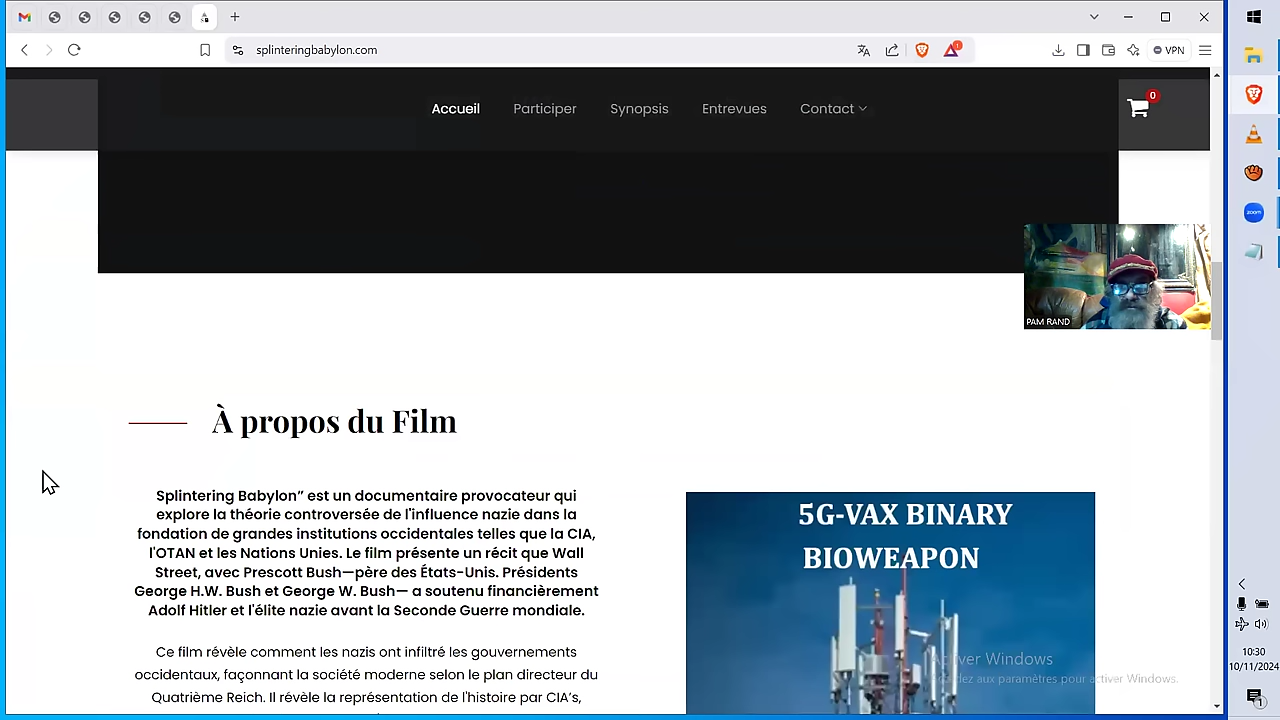 splinteringbabylon.com
1
VPN
Accueil
Participer
Synopsis
Entrevues
Contact
0
PAM RAND
À propos du Film
Splintering Babylon” est un documentaire provocateur qui
explore la théorie controversée de l'influence nazie dans la
fondation de grandes institutions occidentales telles que la CIA,
l'OTAN et les Nations Unies. Le film présente un récit que Wall
Street, avec Prescott Bush—père des États-Unis. Présidents
George H.W. Bush et George W. Bush— a soutenu financièrement
Adolf Hitler et l'élite nazie avant la Seconde Guerre mondiale.
Ce film révèle comment les nazis ont infiltré les gouvernements
occidentaux, façonnant la société moderne selon le plan directeur du
Quatrième Reich. Il révèle la représentation de l'histoire par CIA's,
5G-VAX BINARY
BIOWEAPON
Activer Windows
Accédez aux paramètres pour activer Windows.
zoom
10:30
10/11/2024
1